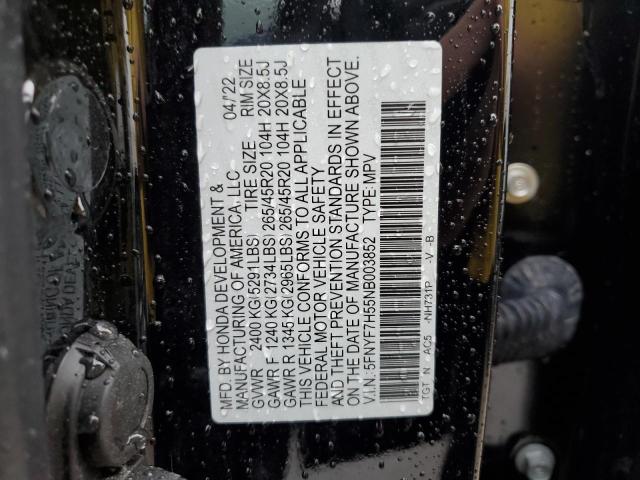 MFD. BY HONDA DEVELOPMENT & 04/22
MANUFACTURING OF AMERICA, LLC
TIRE SIZE RIM SIZE
GVWR 2400 KG(5291LBS)
GAWR F 1240 KG(2734LBS) 265/45R20 104H 20X8.5J
GAWR R 1345 KG(2965LBS) 265/45R20 104H 20X8.5J
THIS VEHICLE CONFORMS TO ALL APPLICABLE
FEDERAL MOTOR VEHICLE SAFETY
AND THEFT PREVENTION STANDARDS IN EFFECT
ON THE DATE OF MANUFACTURE SHOWN ABOVE.
V.I.N.: 5FNYF7H55NB003852 TYPE: MPV
TGT N - AC5 -NH731P -V -B